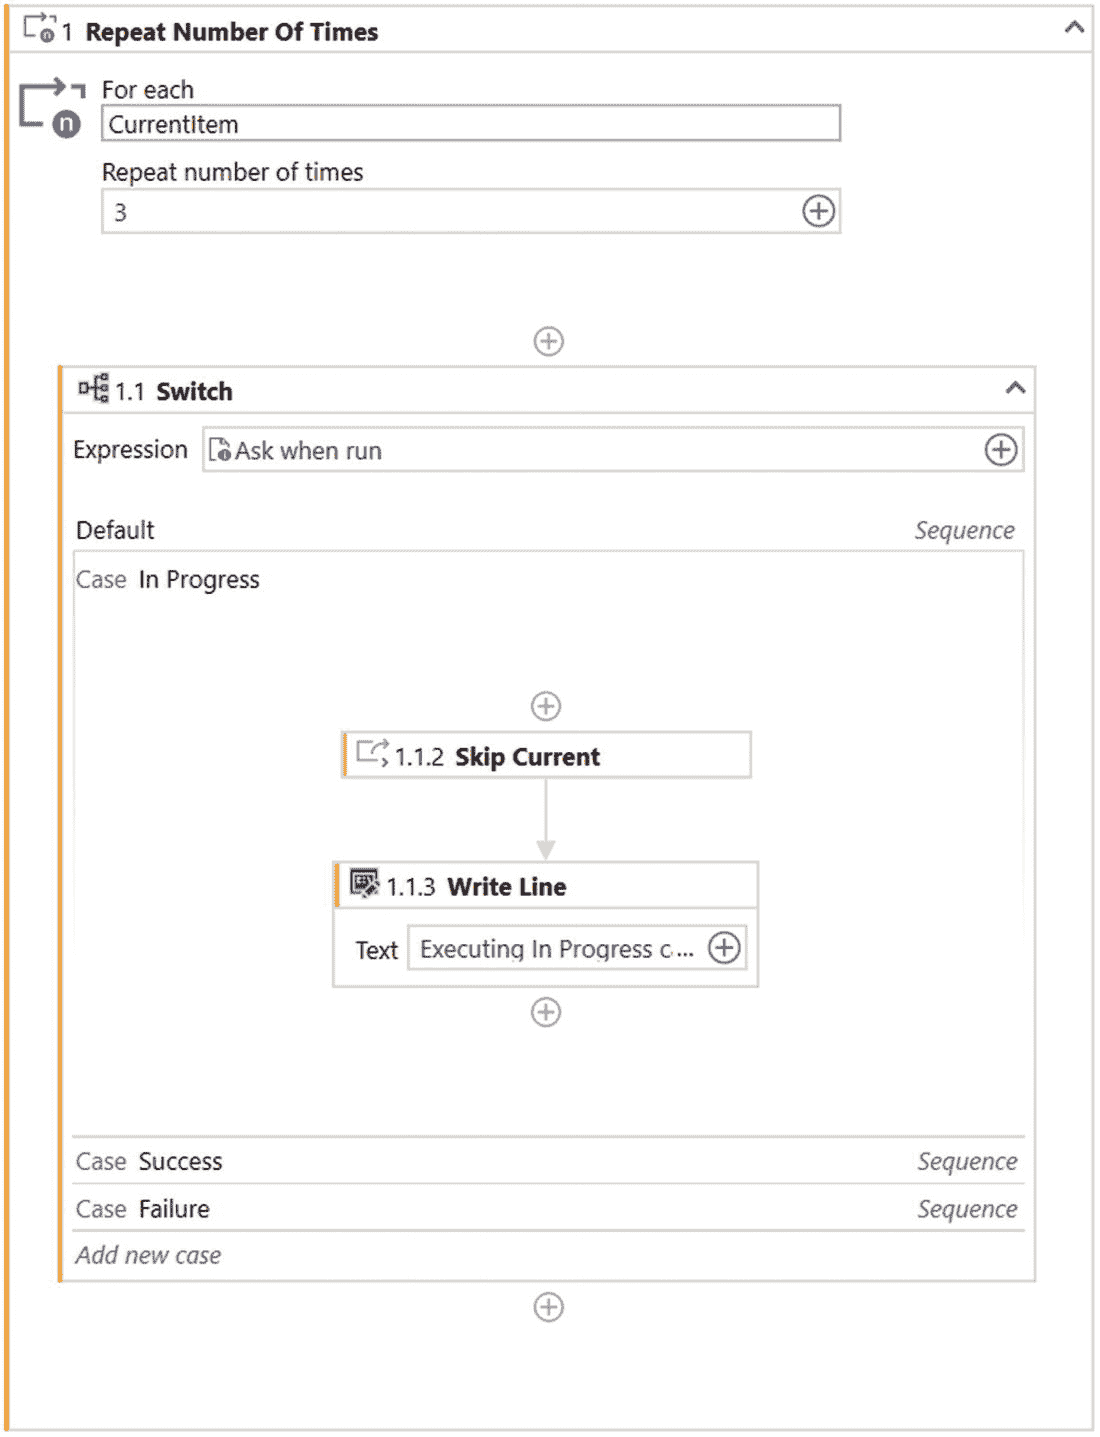 1 Repeat Number Of Times
For each
n
CurrentItem
Repeat number of times
3
1.1 Switch
Expression Ask when run
Default Sequence
Case In Progress
1.1.2 Skip Current
1.1.3 Write Line
Text Executing In Progress c...
Case Success Sequence
Case Failure Sequence
Add new case